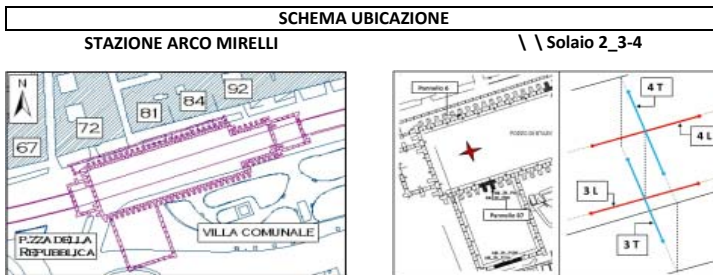 SCHEMA UBICAZIONE
STAZIONE ARCO MIRELLI
\ \ Solaio 2_3-4
N
67
72
81
84
92
P.ZZA DELLA
REPUBBLICA
VILLA COMUNALE
Pannello 6
Pannello 87
4 T
4 L
3 L
3 T